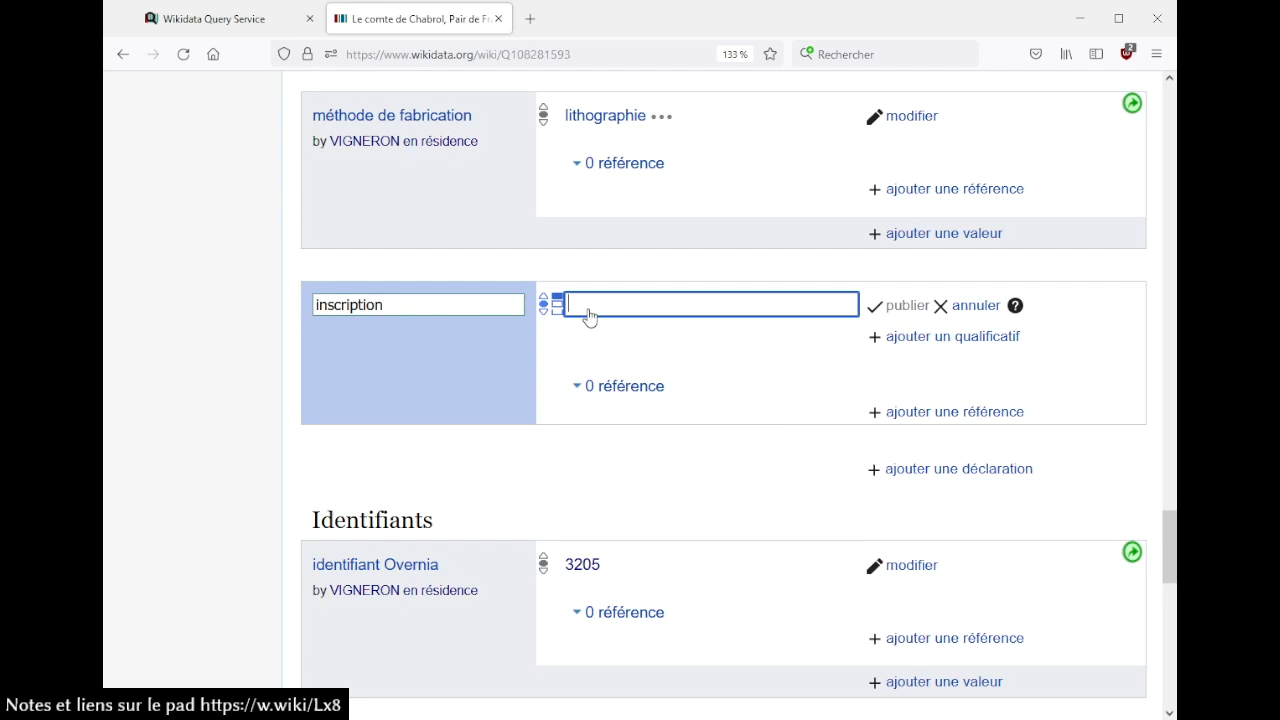 Wikidata Query Service
Le comte de Chabrol, Pair de Fr
https://www.wikidata.org/wiki/Q108281593
133 %
Rechercher
2
méthode de fabrication
by VIGNERON en résidence
lithographie
modifier
0 référence
+ ajouter une référence
+ ajouter une valeur
inscription
publier
annuler
?
+ ajouter un qualificatif
0 référence
+ ajouter une référence
+ ajouter une déclaration
Identifiants
identifiant Overnia
by VIGNERON en résidence
3205
modifier
0 référence
+ ajouter une référence
+ ajouter une valeur
Notes et liens sur le pad https://w.wiki/Lx8